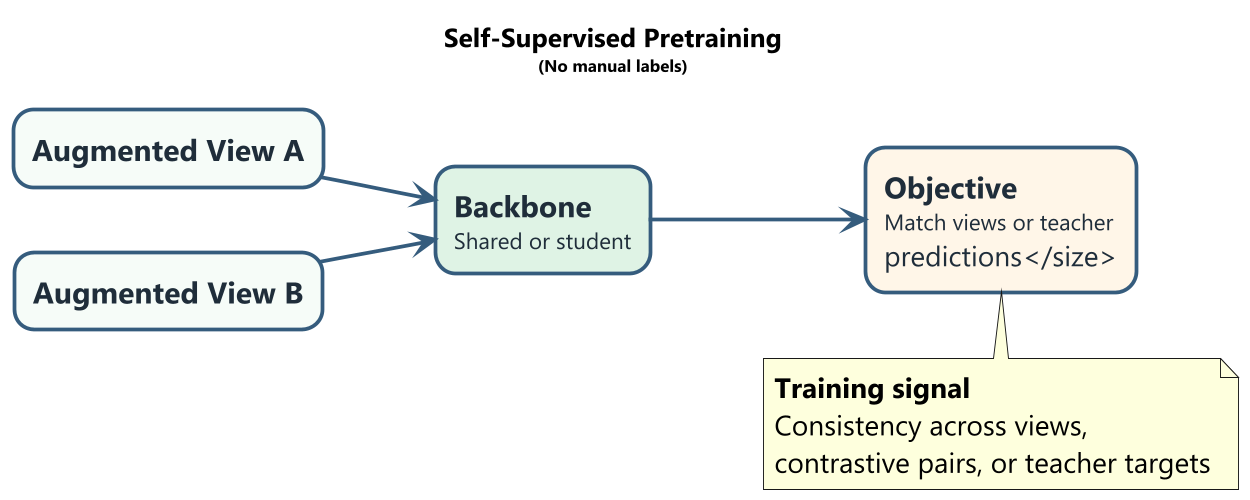 Self-Supervised Pretraining
(No manual labels)
Augmented View A
Augmented View B
Backbone
Shared or student
Objective
Match views or teacher
predictions</size>
Training signal
Consistency across views,
contrastive pairs, or teacher targets